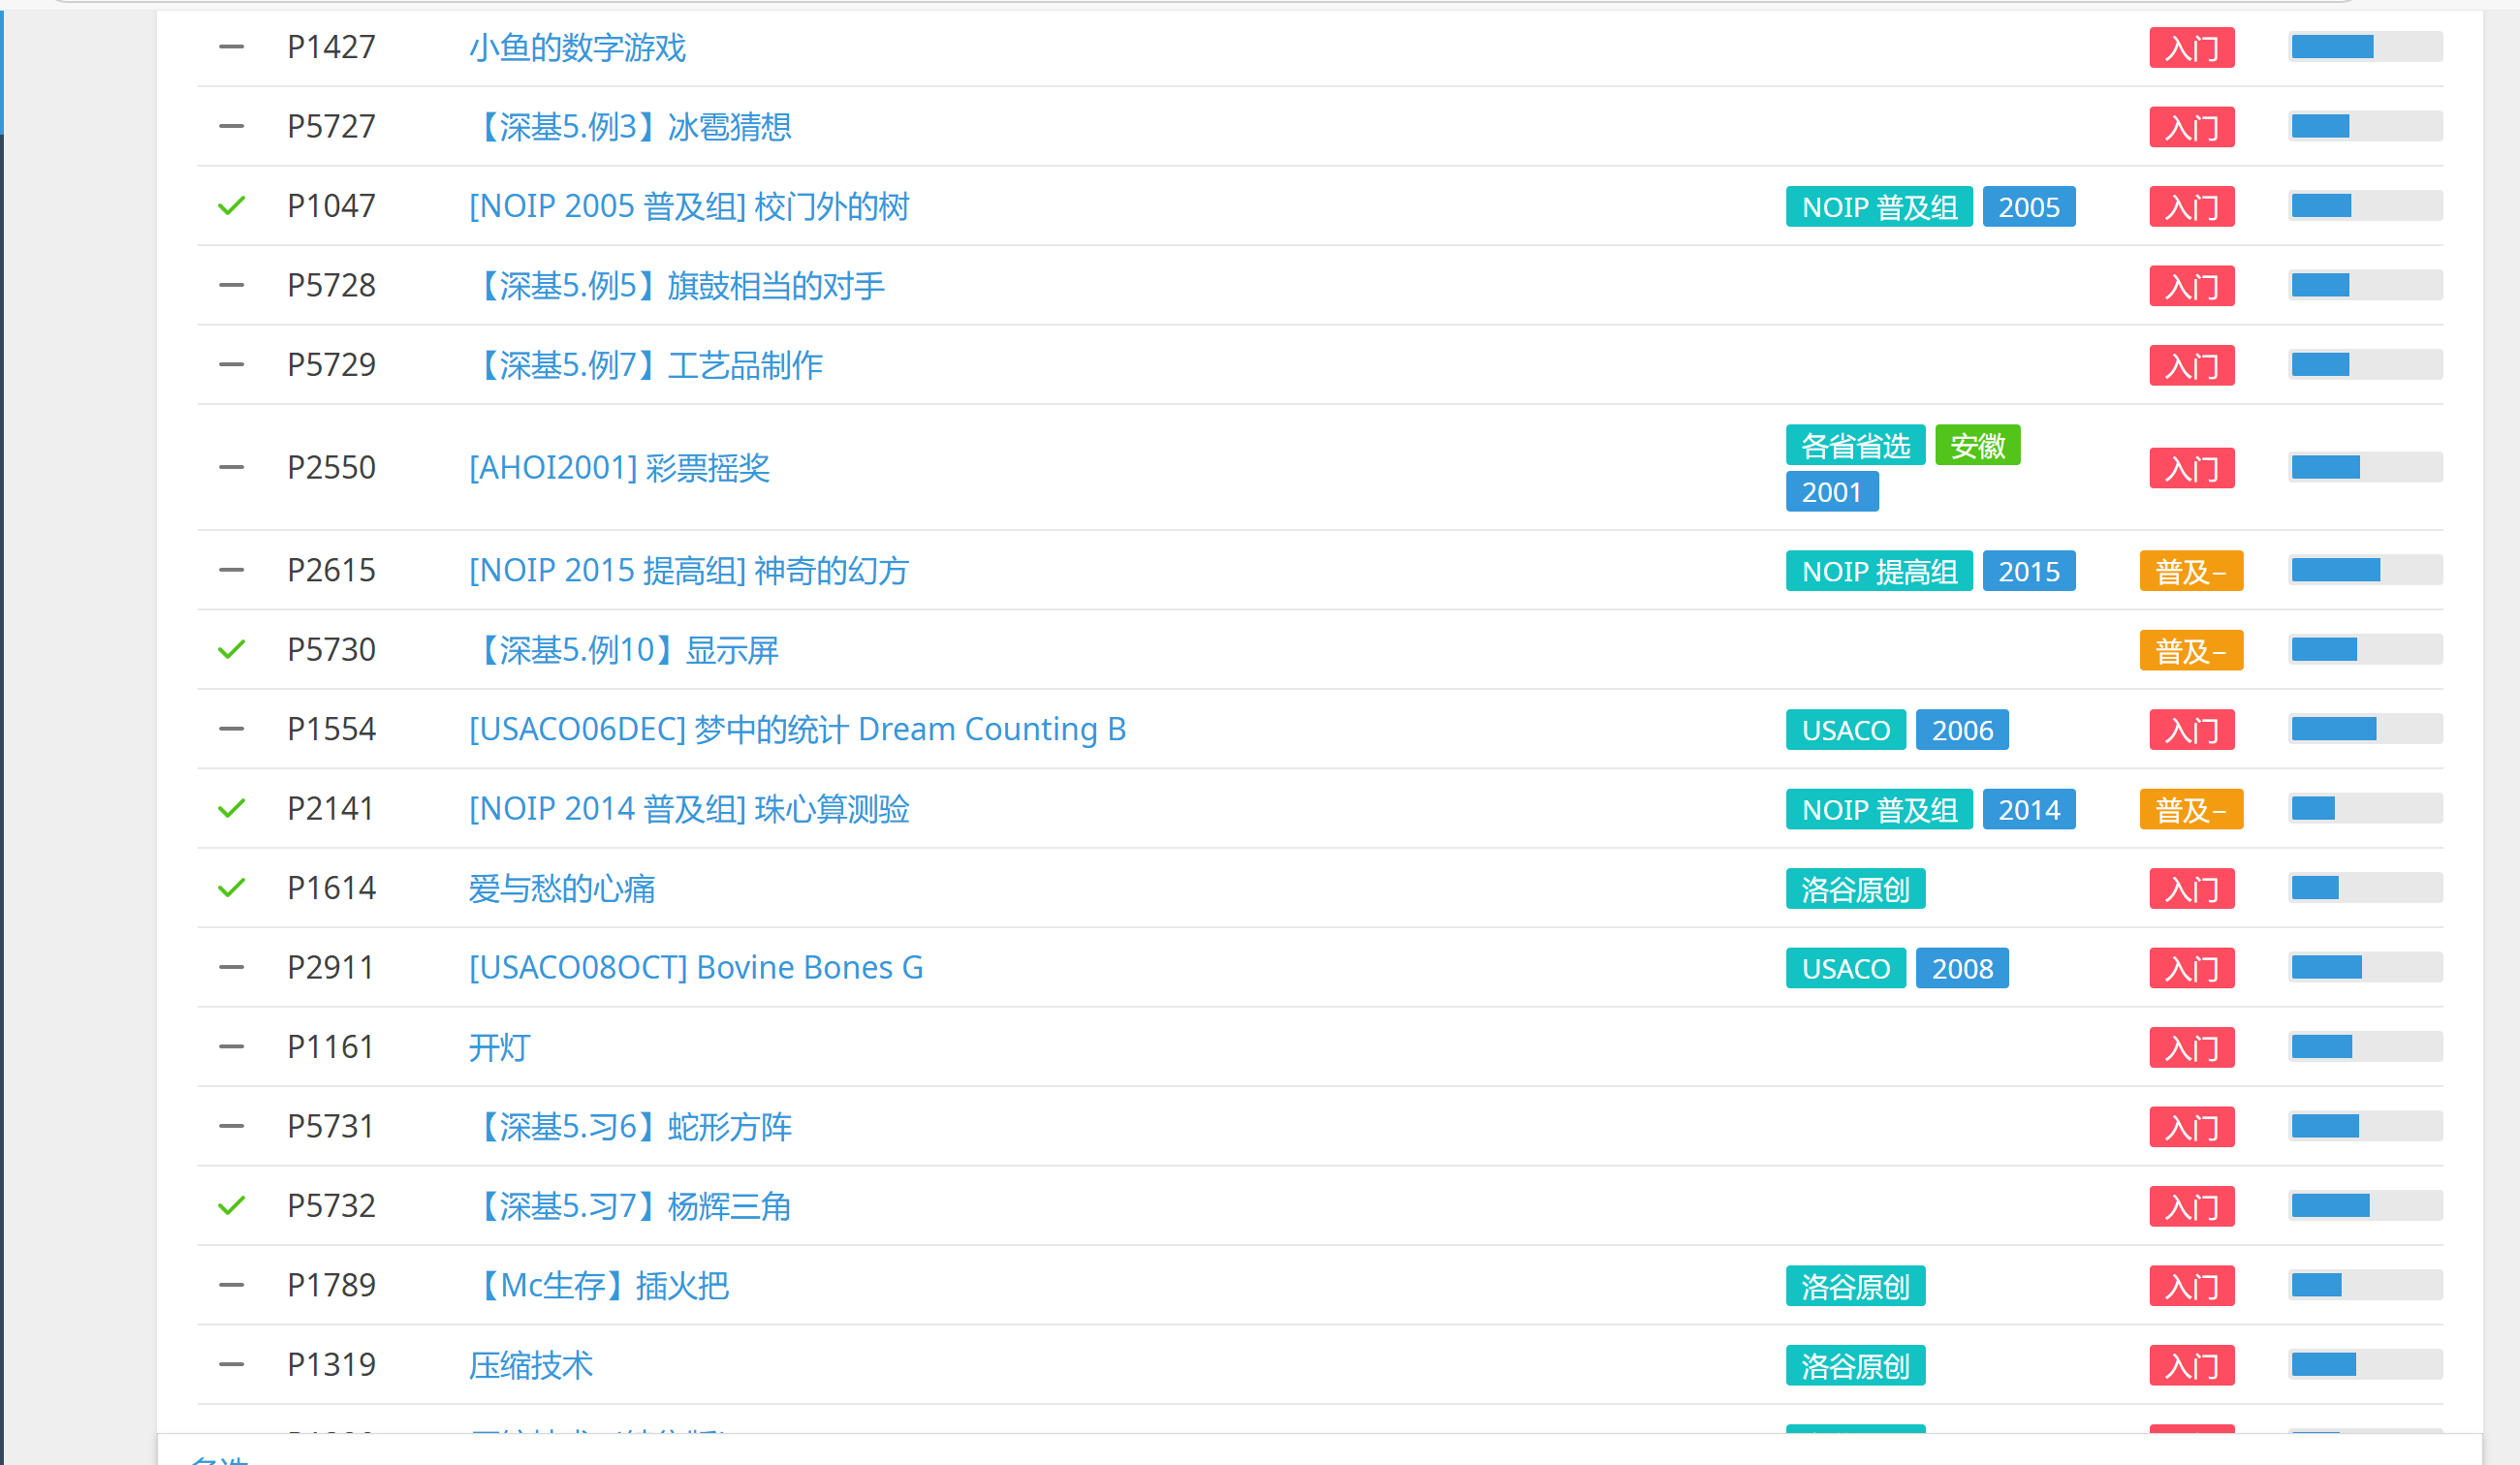 P1427 小鱼的数字游戏 入门
P5727 【深基5.例3】冰雹猜想 入门
P1047 [NOIP 2005 普及组] 校门外的树 NOIP 普及组 2005 入门
P5728 【深基5.例5】旗鼓相当的对手 入门
P5729 【深基5.例7】工艺品制作 入门
P2550 [AHOI2001] 彩票摇奖 各省省选 安徽 2001 入门
P2615 [NOIP 2015 提高组] 神奇的幻方 NOIP 提高组 2015 普及−
P5730 【深基5.例10】显示屏 普及−
P1554 [USACO06DEC] 梦中的统计 Dream Counting B USACO 2006 入门
P2141 [NOIP 2014 普及组] 珠心算测验 NOIP 普及组 2014 普及−
P1614 爱与愁的心痛 洛谷原创 入门
P2911 [USACO08OCT] Bovine Bones G USACO 2008 入门
P1161 开灯 入门
P5731 【深基5.习6】蛇形方阵 入门
P5732 【深基5.习7】杨辉三角 入门
P1789 【Mc生存】插火把 洛谷原创 入门
P1319 压缩技术 洛谷原创 入门